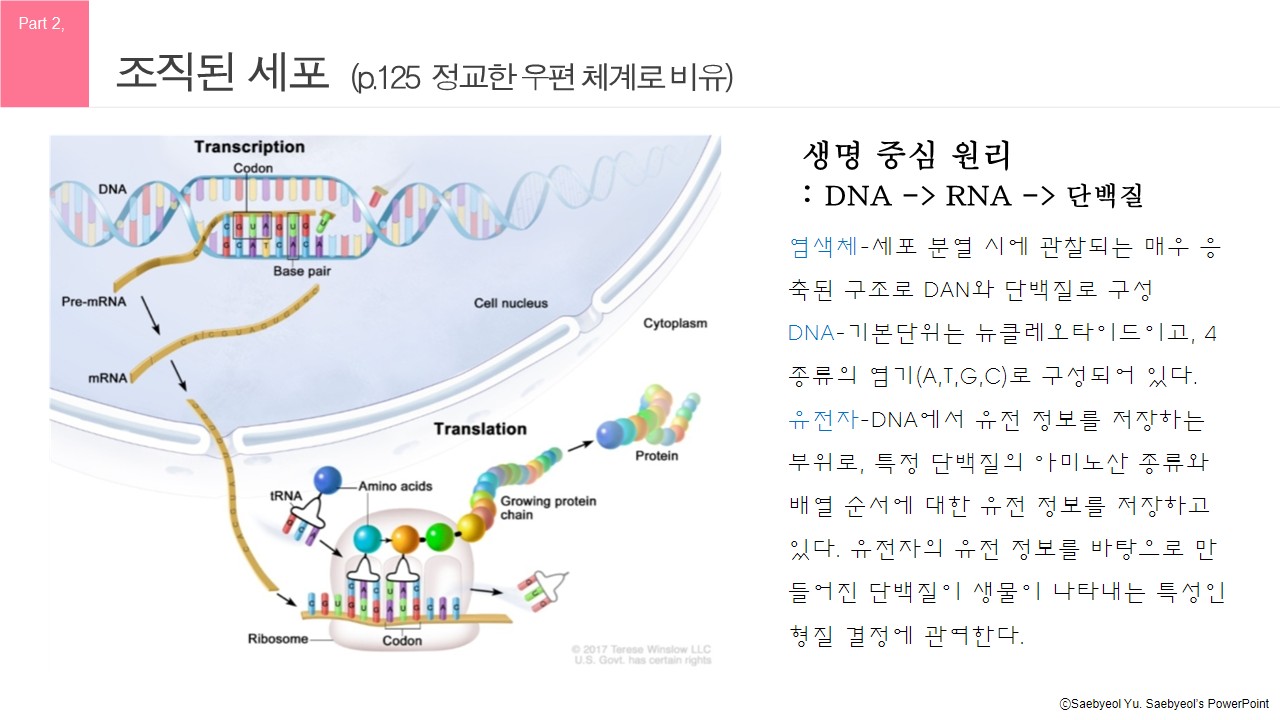 Part 2,
조직된 세포 (p.125 정교한 우편 체계로 비유)
Transcription
Codon
DNA
Base pair
Pre-mRNA
Cell nucleus
Cytoplasm
mRNA
Translation
Protein
Amino acids
tRNA
Growing protein
chain
Ribosome
Codon
© 2017 Terese Winslow LLC
U.S. Govt. has certain rights
생명 중심 원리
: DNA -> RNA -> 단백질
염색체-세포 분열 시에 관찰되는 매우 응
축된 구조로 DAN와 단백질로 구성
DNA-기본단위는 뉴클레오타이드이고, 4
종류의 염기(A,T,G,C)로 구성되어 있다.
유전자-DNA에서 유전 정보를 저장하는
부위로, 특정 단백질의 아미노산 종류와
배열 순서에 대한 유전 정보를 저장하고
있다. 유전자의 유전 정보를 바탕으로 만
들어진 단백질이 생물이 나타내는 특성인
형질 결정에 관여한다.
ⓒSaebyeol Yu. Saebyeol's PowerPoint